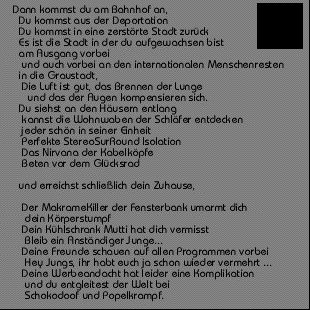 Dann kommst du am Bahnhof an,
Du kommst aus der Deportation
Du kommst in eine zerstörte Stadt zurück
Es ist die Stadt in der du aufgewachsen bist
am Ausgang vorbei
und auch vorbei an den internationalen Menschenresten
in die Graustadt,
Die Luft ist gut, das Brennen der Lunge
und das der Augen kompensieren sich.
Du siehst an den Häusern entlang
kannst die Wohnwaben der Schläfer entdecken
jeder schön in seiner Einheit
Perfekte StereoSurRound Isolation
Das Nirvana der Kabelköpfe
Beten vor dem Glücksrad
und erreichst schließlich dein Zuhause,
Der MakrameKiller der Fensterbank umarmt dich
dein Körperstumpf
Dein Kühlschrank Mutti hat dich vermisst
Bleib ein Anständiger Junge...
Deine Freunde schauen auf allen Programmen vorbei
Hey Jungs, ihr habt euch ja schon wieder vermehrt ...
Deine Werbeandacht hat leider eine Komplikation
und du entgleitest der Welt bei
Schokodoof und Popelkrampf.